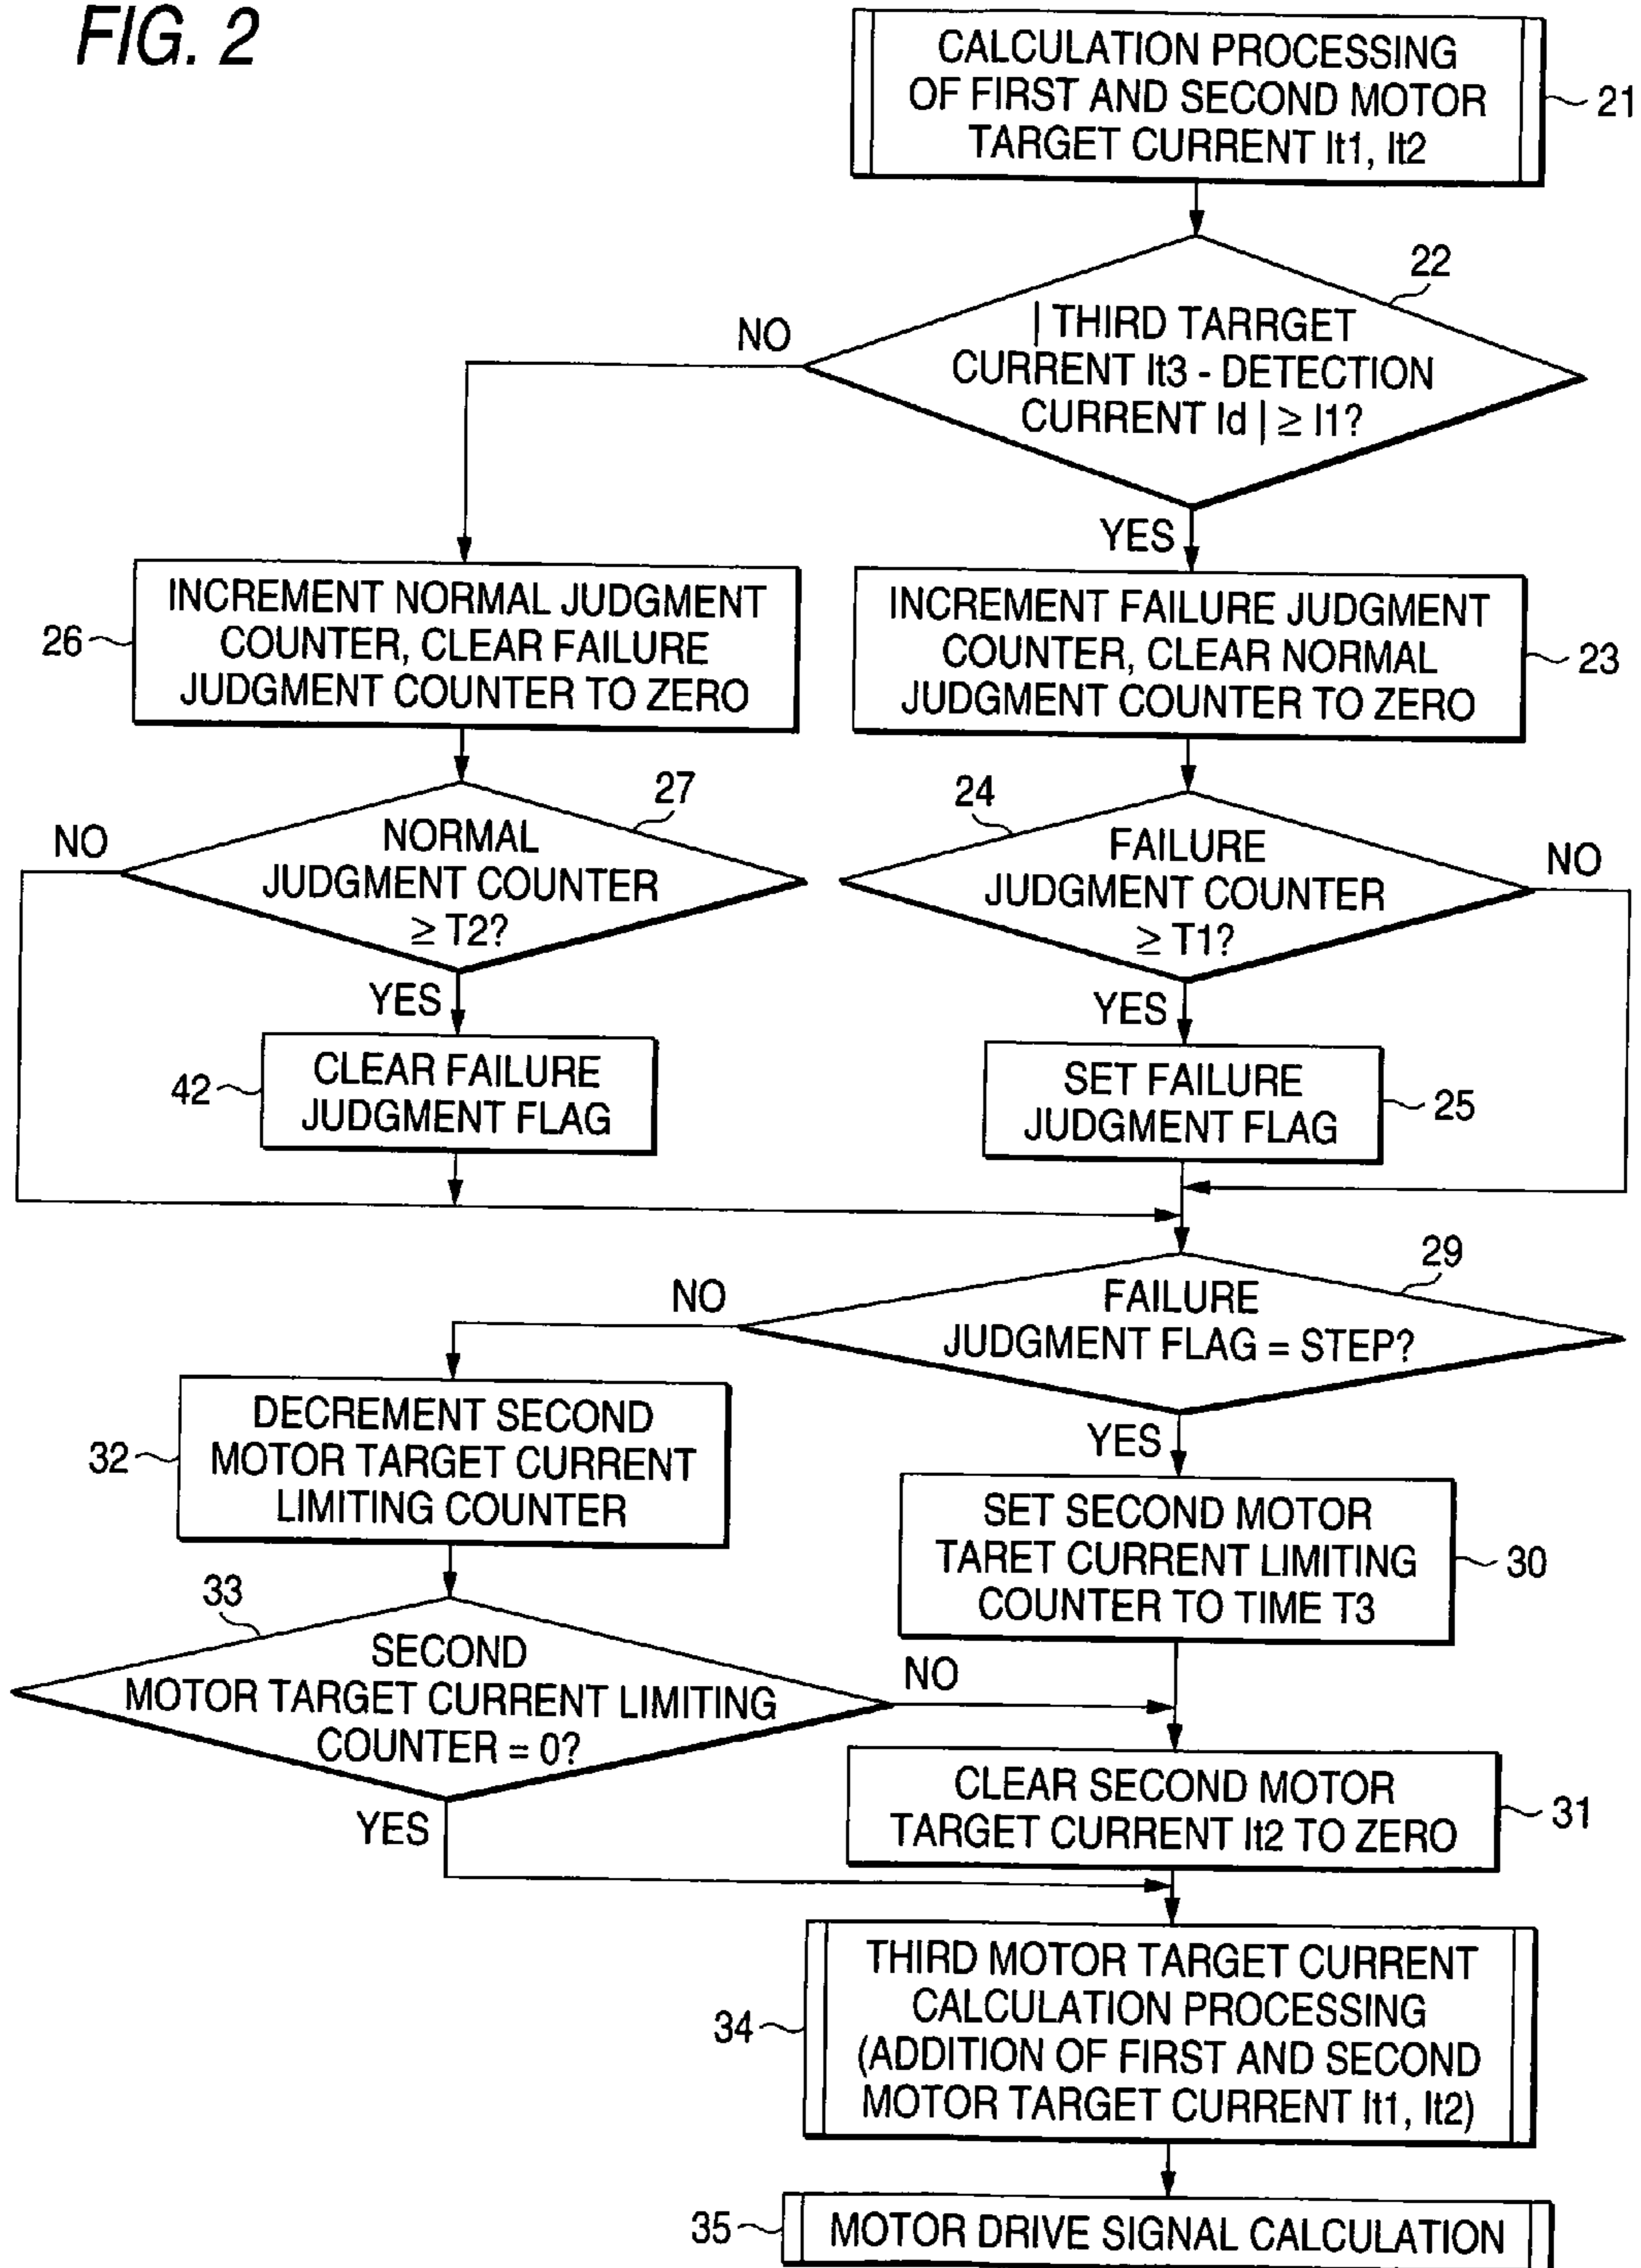 FIG. 2
CALCULATION PROCESSING
OF FIRST AND SECOND MOTOR
TARGET CURRENT It1, It2
21
22
| THIRD TARRGET
CURRENT It3 - DETECTION
CURRENT Id | ≥ I1?
NO
YES
INCREMENT NORMAL JUDGMENT
COUNTER, CLEAR FAILURE
JUDGMENT COUNTER TO ZERO
26
INCREMENT FAILURE JUDGMENT
COUNTER, CLEAR NORMAL
JUDGMENT COUNTER TO ZERO
23
27
NORMAL
JUDGMENT COUNTER
≥ T2?
NO
YES
24
FAILURE
JUDGMENT COUNTER
≥ T1?
NO
YES
42
CLEAR FAILURE
JUDGMENT FLAG
SET FAILURE
JUDGMENT FLAG
25
29
FAILURE
JUDGMENT FLAG = STEP?
NO
YES
32
DECREMENT SECOND
MOTOR TARGET CURRENT
LIMITING COUNTER
SET SECOND MOTOR
TARET CURRENT LIMITING
COUNTER TO TIME T3
30
33
SECOND
MOTOR TARGET CURRENT LIMITING
COUNTER = 0?
NO
YES
CLEAR SECOND MOTOR
TARGET CURRENT It2 TO ZERO
31
34
THIRD MOTOR TARGET CURRENT
CALCULATION PROCESSING
(ADDITION OF FIRST AND SECOND
MOTOR TARGET CURRENT It1, It2)
35
MOTOR DRIVE SIGNAL CALCULATION